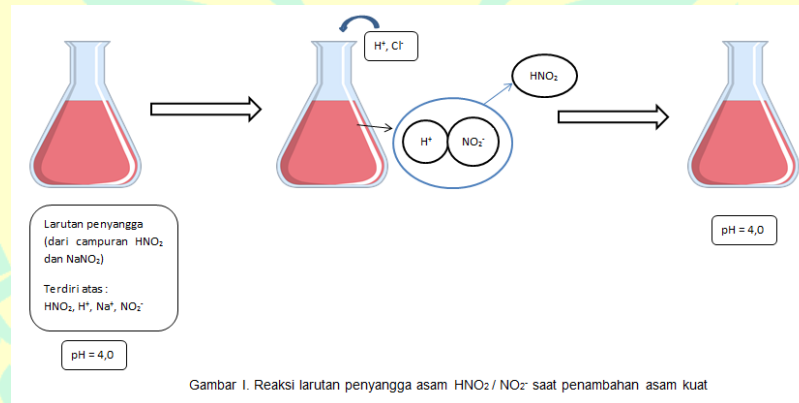 H⁺, Cl⁻
HNO₂
H⁺
NO₂⁻
Larutan penyangga
(dari campuran HNO₂
dan NaNO₂)
Terdiri atas :
HNO₂, H⁺, Na⁺, NO₂⁻
pH = 4,0
pH = 4,0
Gambar I. Reaksi larutan penyangga asam HNO₂ / NO₂⁻ saat penambahan asam kuat